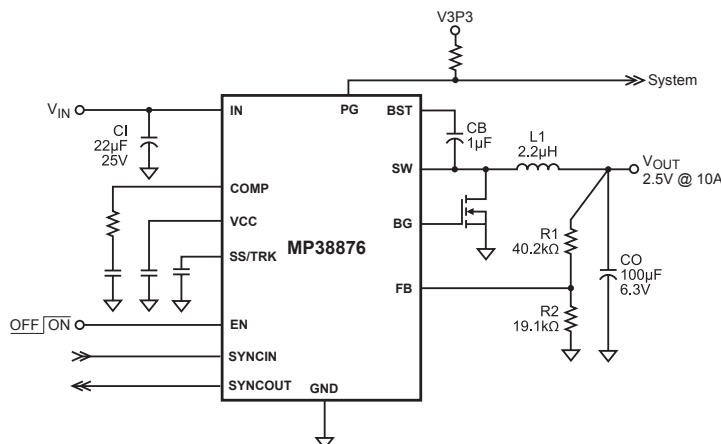 V3P3
System
VIN
IN
PG
BST
CI
22µF
25V
CB
1µF
L1
2.2µH
SW
VOUT
2.5V @ 10A
COMP
VCC
BG
R1
40.2kΩ
MP38876
SS/TRK
CO
100µF
6.3V
FB
R2
19.1kΩ
OFF ON
EN
SYNCIN
SYNCOUT
GND